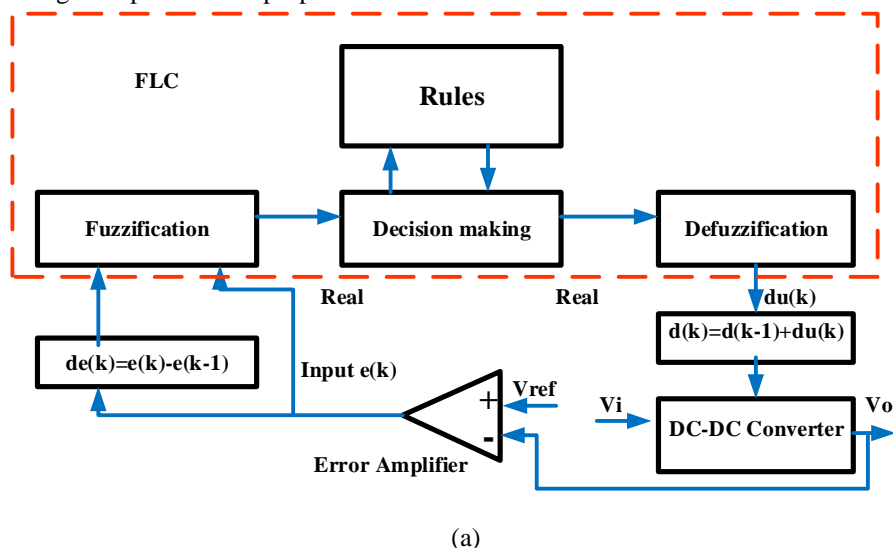 FLC
Rules
Fuzzification
Decision making
Defuzzification
Real
Real
du(k)
d(k)=d(k-1)+du(k)
de(k)=e(k)-e(k-1)
Input e(k)
Vref
+
-
Vi
Vo
DC-DC Converter
Error Amplifier
(a)